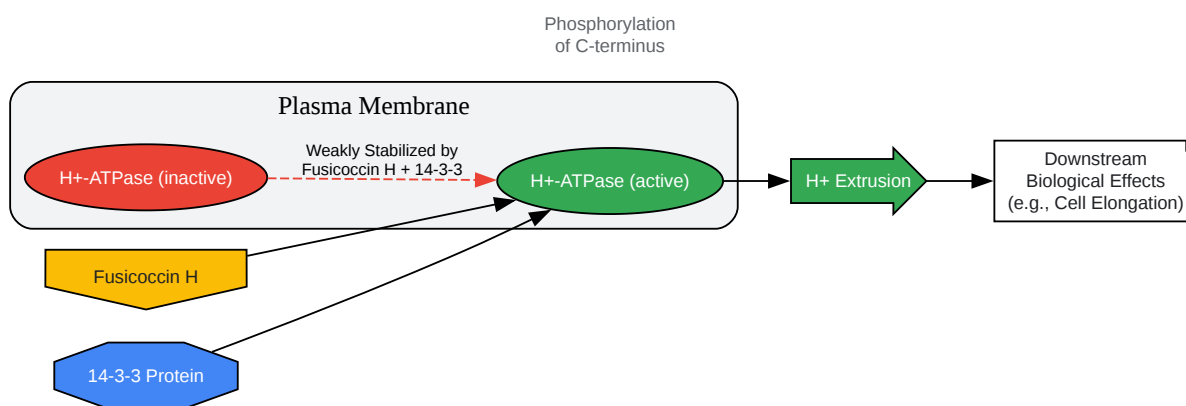 Phosphorylation
of C-terminus
Plasma Membrane
H+-ATPase (inactive)
Weakly Stabilized by
Fusicoccin H + 14-3-3
H+-ATPase (active)
H+ Extrusion
Downstream
Biological Effects
(e.g., Cell Elongation)
Fusicoccin H
14-3-3 Protein